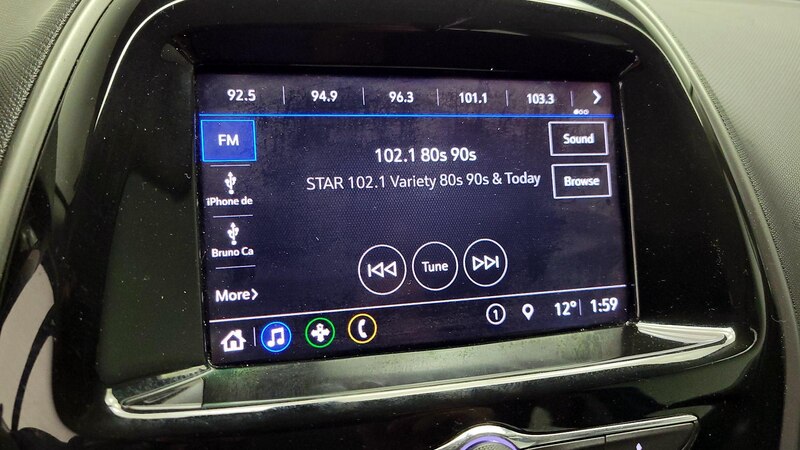 92.5 94.9 96.3 101.1 103.3
FM
102.1 80s 90s
Sound
STAR 102.1 Variety 80s 90s & Today
Browse
iPhone de
Bruno Ca
Tune
More
1 12° 1:59